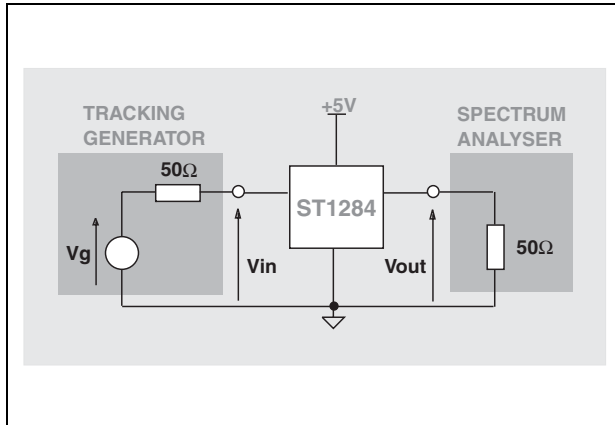 TRACKING
GENERATOR
+5V
SPECTRUM
ANALYSER
50Ω
ST1284
Vg
Vin
Vout
50Ω